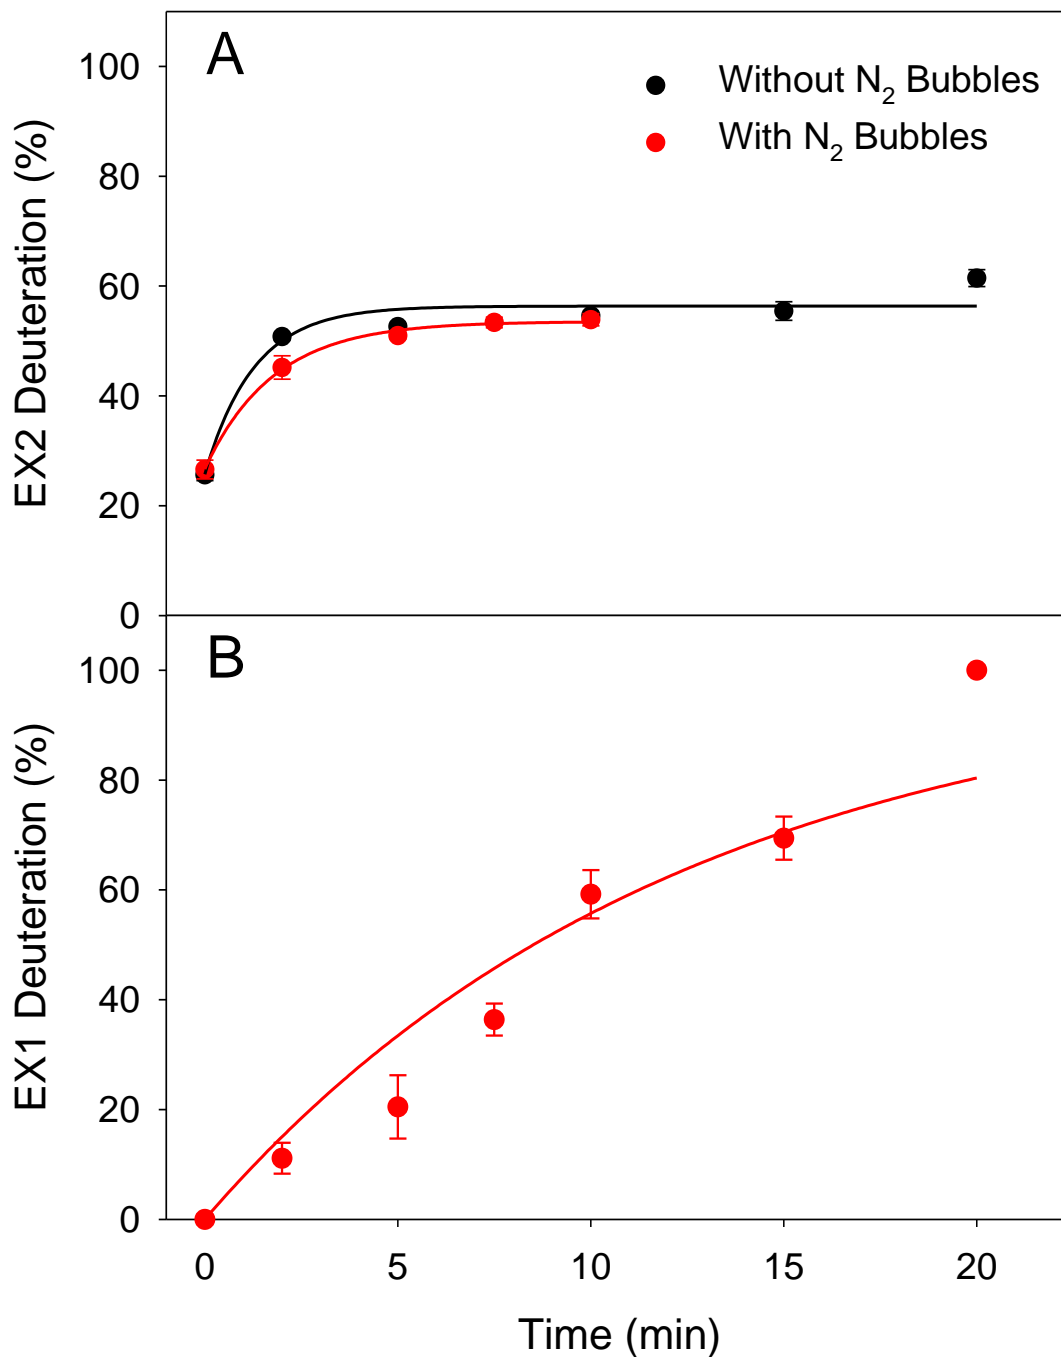 A
Without N₂ Bubbles
With N₂ Bubbles
EX2 Deuteration (%)
100
80
60
40
20
0
B
EX1 Deuteration (%)
100
80
60
40
20
0
0 5 10 15 20
Time (min)